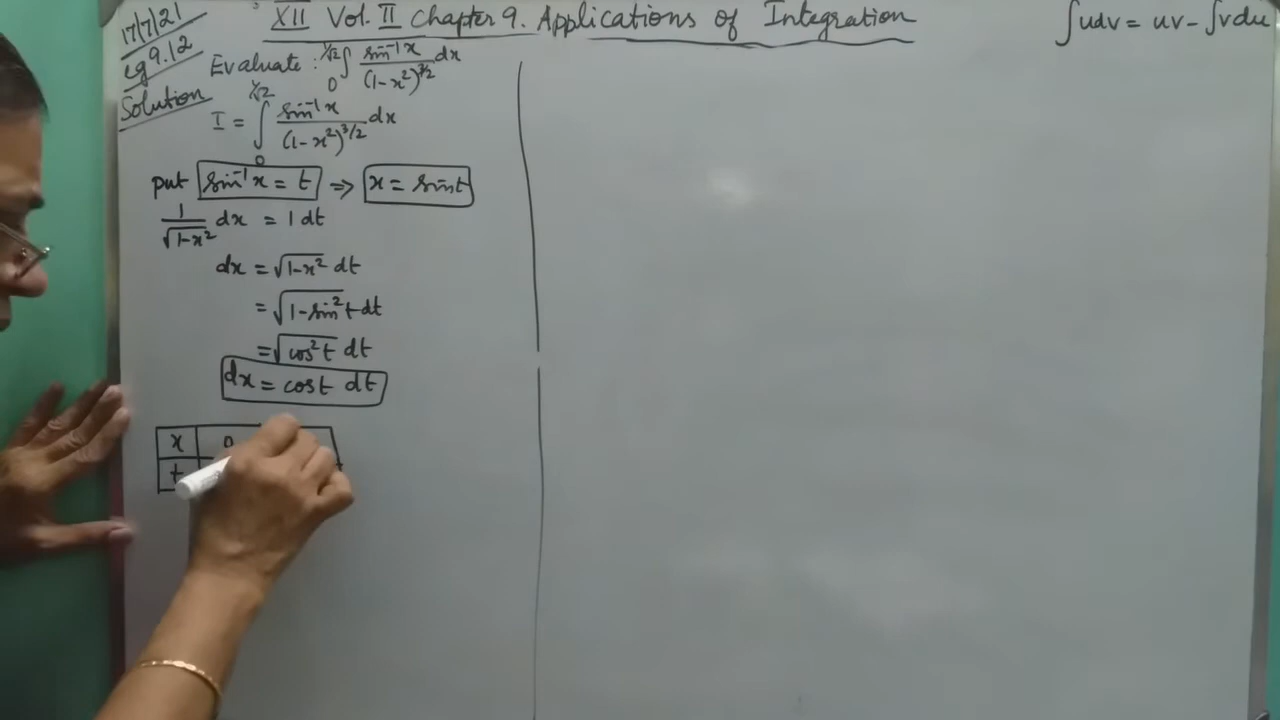 17/7/21
XII Vol. II Chapter 9. Applications of Integration
∫udv = uv - ∫vdu
eg 9.12
Evaluate : ∫₀^(1/√2) sin⁻¹x / (1-x²)^(3/2) dx
Solution
I = ∫₀^(1/√2) sin⁻¹x / (1-x²)^(3/2) dx
put sin⁻¹x = t ⇒ x = sint
1/√(1-x²) dx = 1 dt
dx = √(1-x²) dt
= √(1-sin²t) dt
= √(cos²t) dt
dx = cost dt
x 0
t